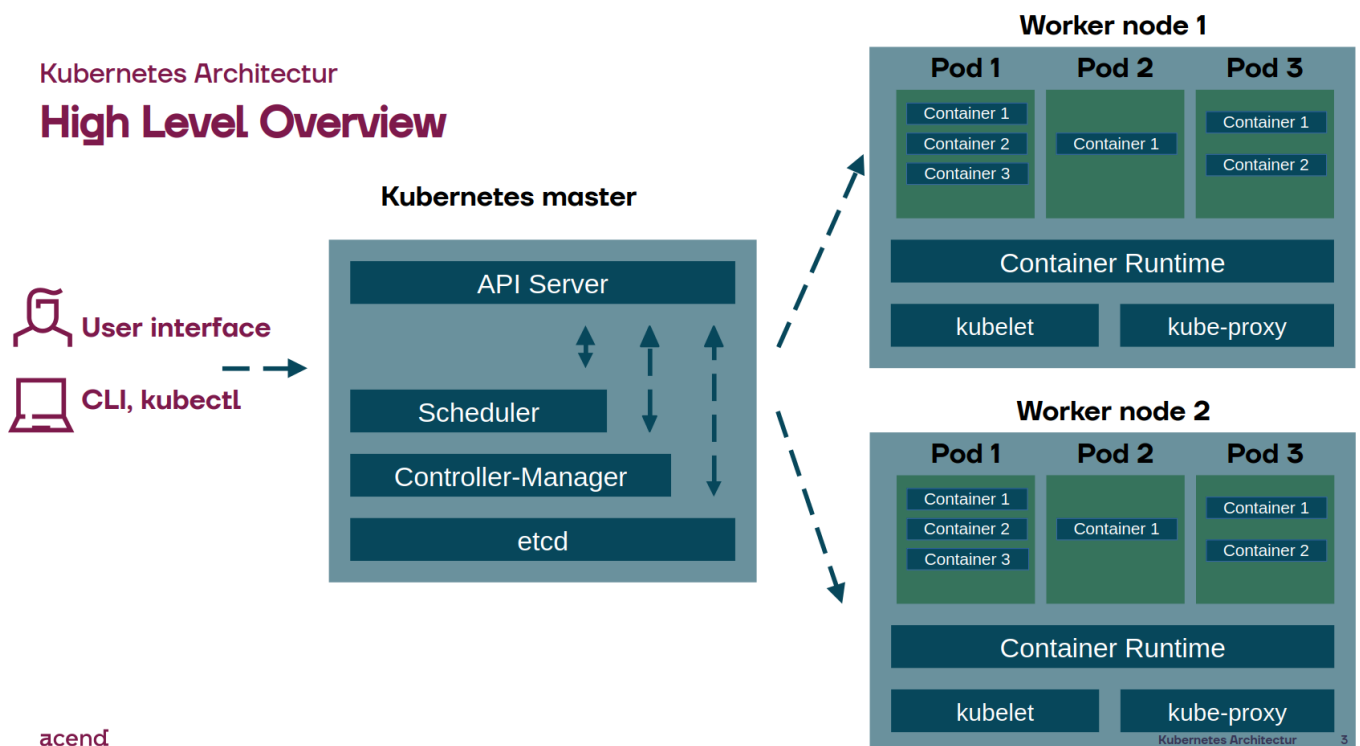 Kubernetes Architectur
High Level Overview
User interface
CLI, kubectl
Kubernetes master
API Server
Scheduler
Controller-Manager
etcd
Worker node 1
Pod 1 Pod 2 Pod 3
Container 1
Container 2
Container 3
Container 1
Container 1
Container 2
Container Runtime
kubelet kube-proxy
Worker node 2
Pod 1 Pod 2 Pod 3
Container 1
Container 2
Container 3
Container 1
Container 1
Container 2
Container Runtime
kubelet kube-proxy
acend
Kubernetes Architectur 3